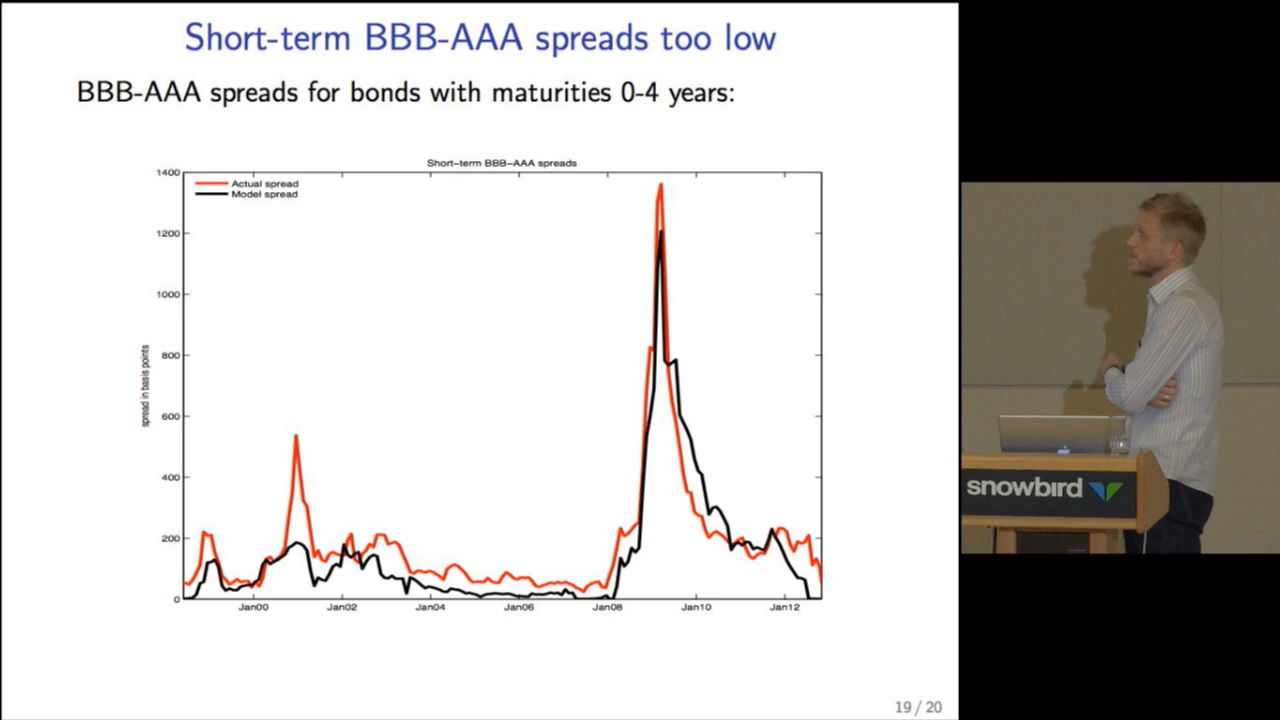 Short-term BBB-AAA spreads too low
BBB-AAA spreads for bonds with maturities 0-4 years:
Short-term BBB-AAA spreads
Actual spread
Model spread
spread in basis points
1400
1200
1000
800
600
400
200
0
Jan00 Jan02 Jan04 Jan06 Jan08 Jan10 Jan12
19 / 20
snowbird